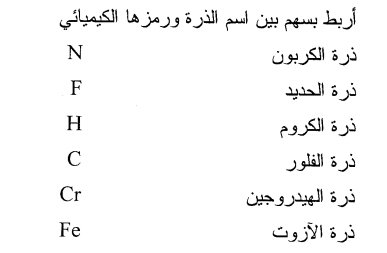 أربط بسهم بين اسم الذرة ورمزها الكيميائي
ذرة الكربون N
ذرة الحديد F
ذرة الكروم H
ذرة الفلور C
ذرة الهيدروجين Cr
ذرة الآزوت Fe